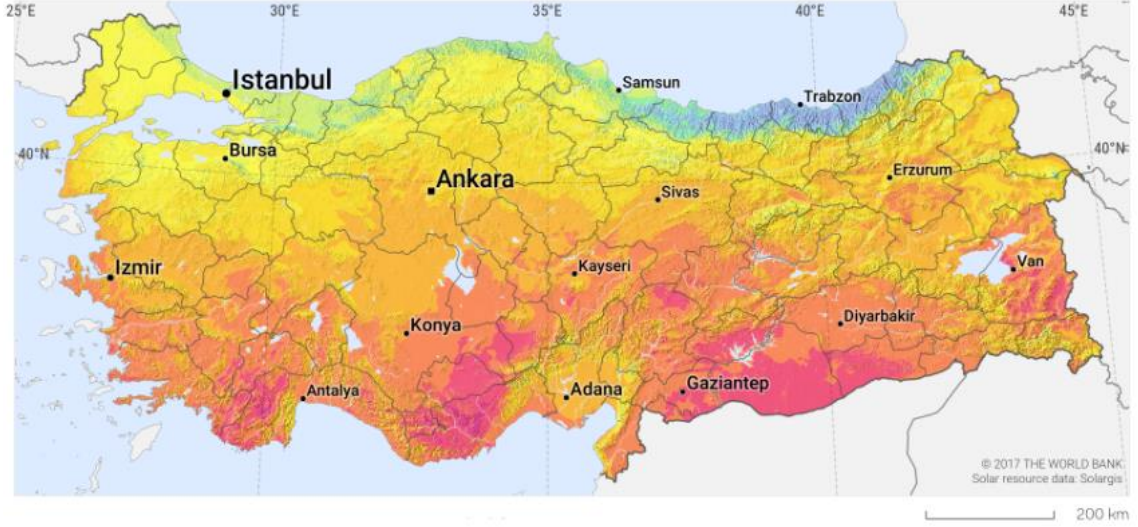 25°E 30°E 35°E 40°E 45°E
Istanbul
Samsun
Trabzon
40°N
Bursa
40°N
Ankara
Erzurum
Sivas
Izmir
Kayseri
Van
Konya
Diyarbakir
Antalya
Adana
Gaziantep
© 2017 THE WORLD BANK
Solar resource data: Solargis
200 km